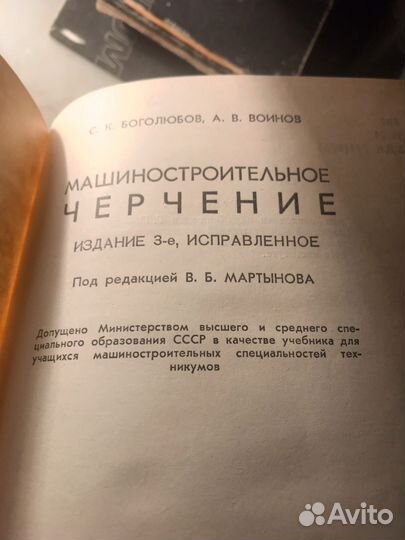 С. К. БОГОЛЮБОВ, А. В. ВОИНОВ
МАШИНОСТРОИТЕЛЬНОЕ
ЧЕРЧЕНИЕ
ИЗДАНИЕ 3-е, ИСПРАВЛЕННОЕ
Под редакцией В. Б. МАРТЫНОВА
Допущено Министерством высшего и среднего спе-
циального образования СССР в качестве учебника для
учащихся машиностроительных специальностей тех-
никумов
Avito